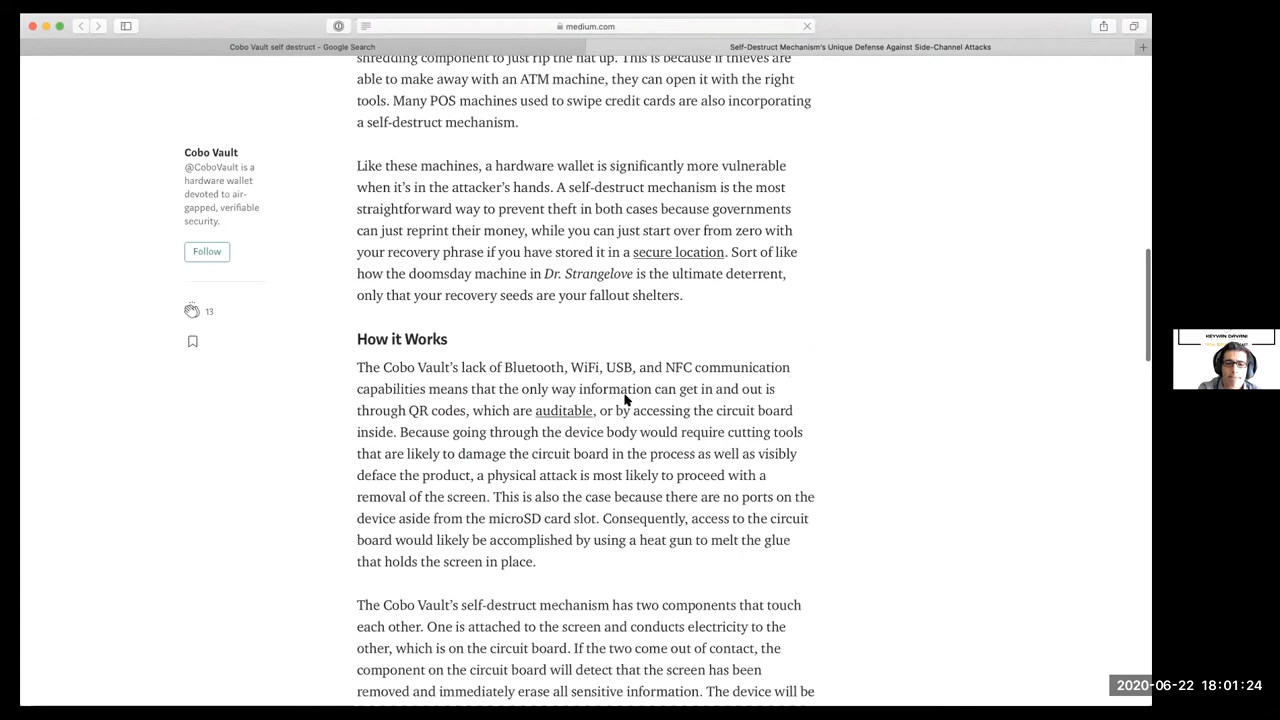 medium.com
Cobo Vault self destruct - Google Search
Self-Destruct Mechanism's Unique Defense Against Side-Channel Attacks
shredding component to just rip the hat up. This is because if thieves are
able to make away with an ATM machine, they can open it with the right
tools. Many POS machines used to swipe credit cards are also incorporating
a self-destruct mechanism.
Cobo Vault
@CoboVault is a
hardware wallet
devoted to air-
gapped, verifiable
security.
Follow
13
Like these machines, a hardware wallet is significantly more vulnerable
when it's in the attacker's hands. A self-destruct mechanism is the most
straightforward way to prevent theft in both cases because governments
can just reprint their money, while you can just start over from zero with
your recovery phrase if you have stored it in a secure location. Sort of like
how the doomsday machine in Dr. Strangelove is the ultimate deterrent,
only that your recovery seeds are your fallout shelters.
How it Works
The Cobo Vault's lack of Bluetooth, WiFi, USB, and NFC communication
capabilities means that the only way information can get in and out is
through QR codes, which are auditable, or by accessing the circuit board
inside. Because going through the device body would require cutting tools
that are likely to damage the circuit board in the process as well as visibly
deface the product, a physical attack is most likely to proceed with a
removal of the screen. This is also the case because there are no ports on the
device aside from the microSD card slot. Consequently, access to the circuit
board would likely be accomplished by using a heat gun to melt the glue
that holds the screen in place.
The Cobo Vault's self-destruct mechanism has two components that touch
each other. One is attached to the screen and conducts electricity to the
other, which is on the circuit board. If the two come out of contact, the
component on the circuit board will detect that the screen has been
removed and immediately erase all sensitive information. The device will be
KEYVAN DAVANI
2020-06-22 18:01:24